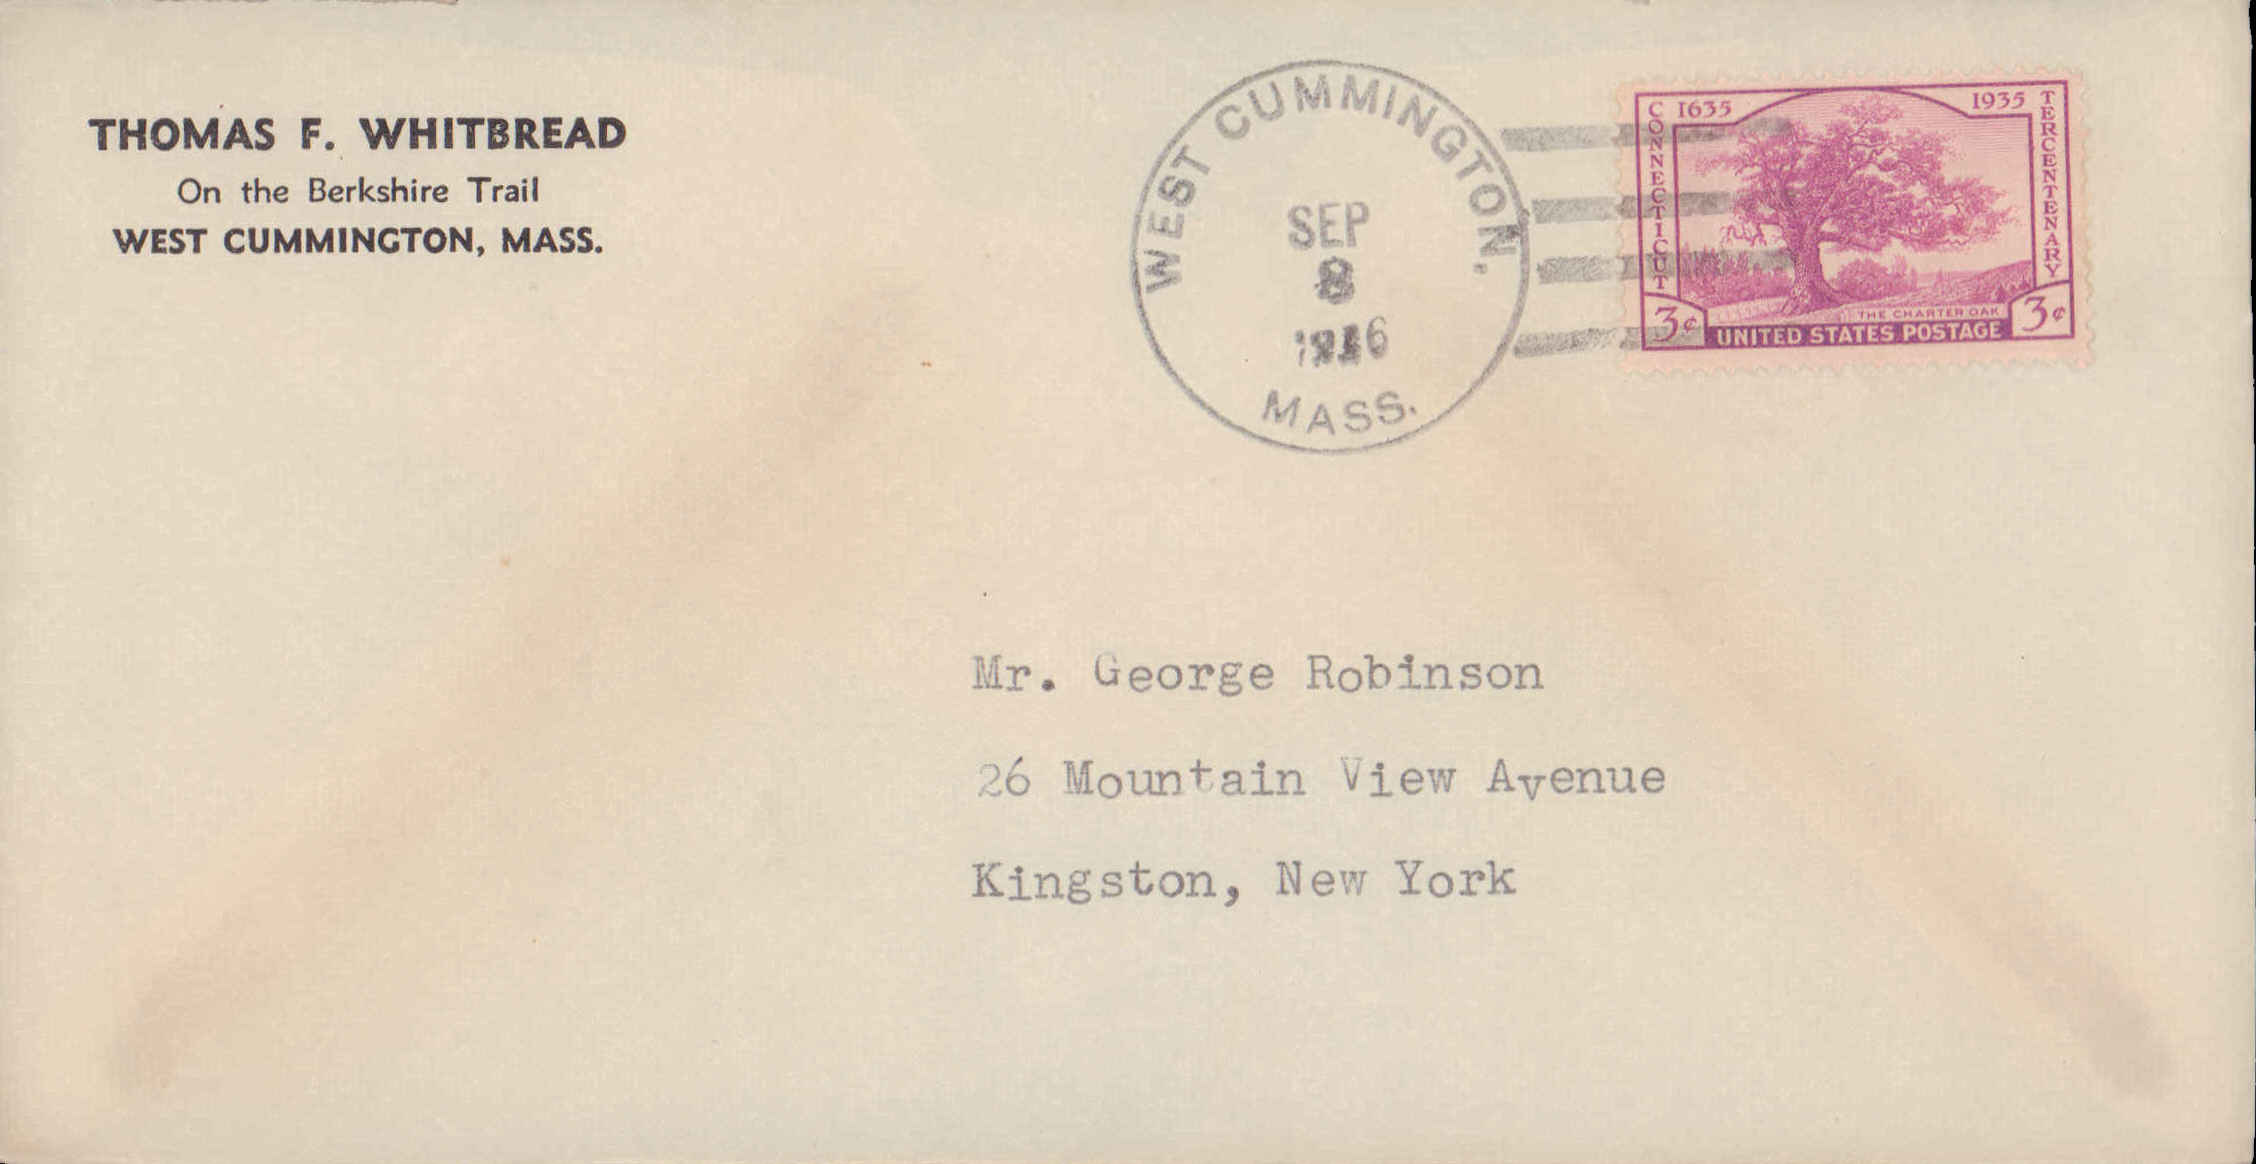 THOMAS F. WHITBREAD
On the Berkshire Trail
WEST CUMMINGTON, MASS.
WEST CUMMINGTON,
SEP
8
MASS.
CONNECTICUT
1635
1935
TERCENTENARY
THE CHARTER OAK
3¢
UNITED STATES POSTAGE
3¢
Mr. George Robinson
26 Mountain View Avenue
Kingston, New York